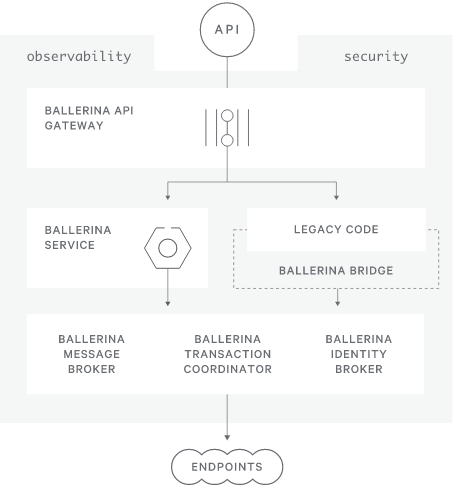 API
observability
security
BALLERINA API
GATEWAY
BALLERINA
SERVICE
LEGACY CODE
BALLERINA BRIDGE
BALLERINA
MESSAGE
BROKER
BALLERINA
TRANSACTION
COORDINATOR
BALLERINA
IDENTITY
BROKER
ENDPOINTS